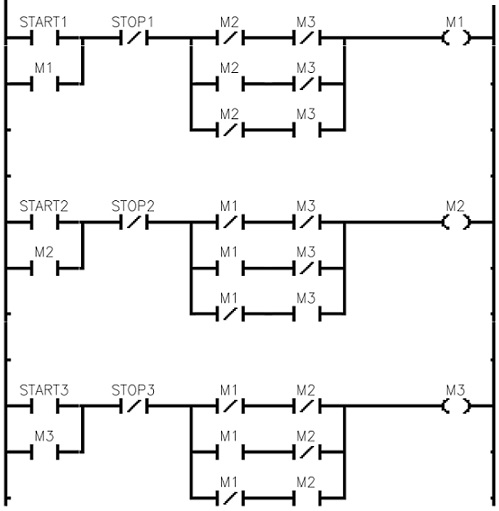 START1 STOP1 M2 M3 M1
M1 M2 M3
M2 M3
START2 STOP2 M1 M3 M2
M2 M1 M3
M1 M3
START3 STOP3 M1 M2 M3
M3 M1 M2
M1 M2